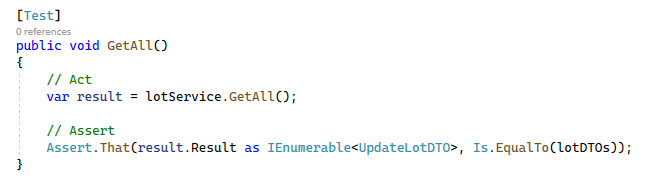 [Test]
0 references
public void GetAll()
{
// Act
var result = lotService.GetAll();
// Assert
Assert.That(result.Result as IEnumerable<UpdateLotDTO>, Is.EqualTo(lotDTOs));
}